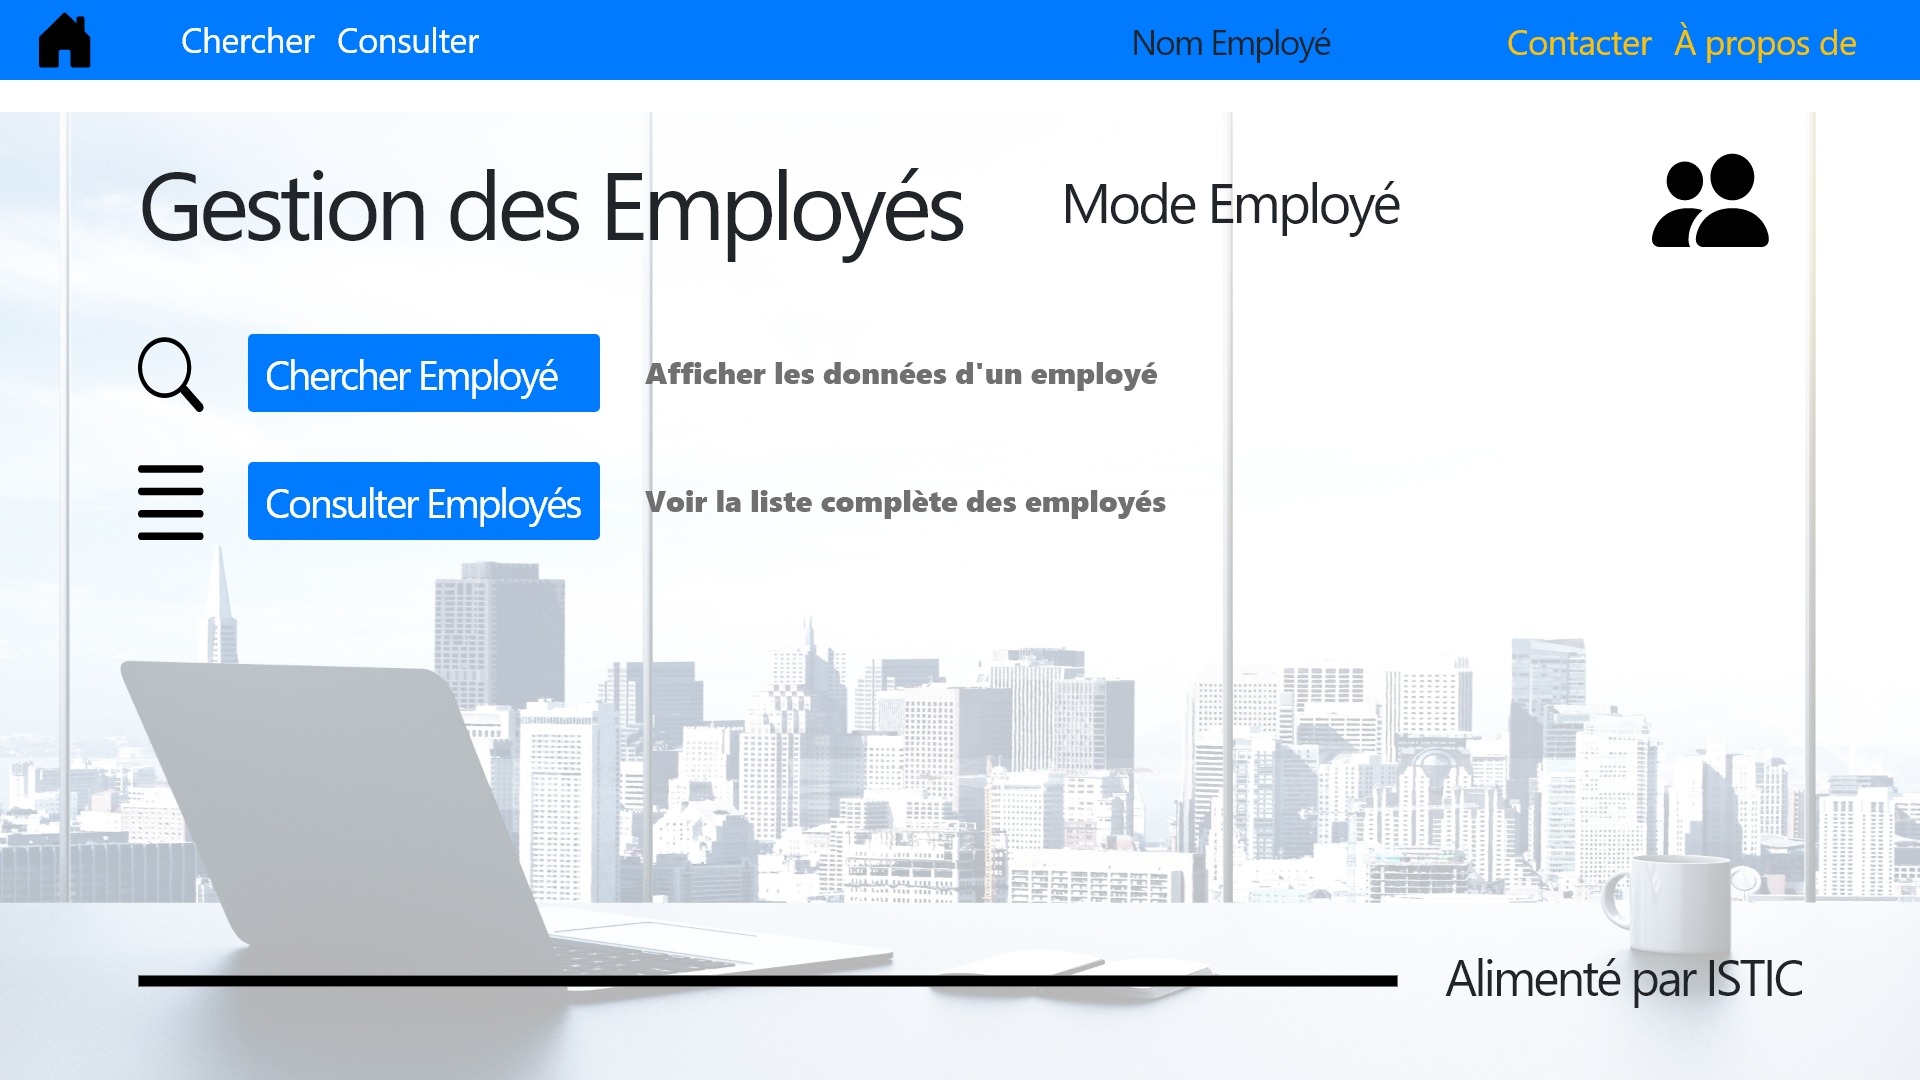 Chercher Consulter Nom Employé Contacter À propos de
Gestion des Employés Mode Employé
Chercher Employé Afficher les données d'un employé
Consulter Employés Voir la liste complète des employés
Alimenté par ISTIC